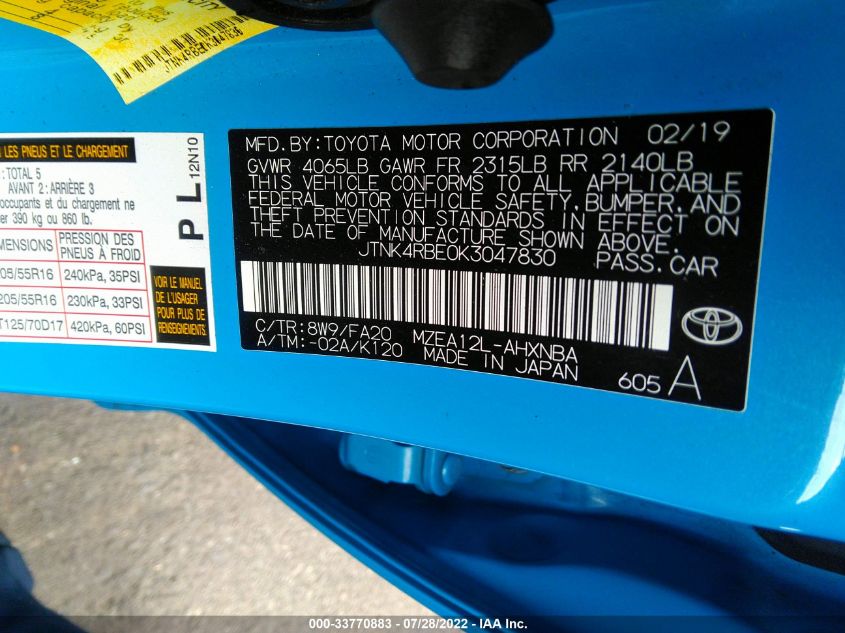 JTNK4RBE0K3047830
LES PNEUS ET LE CHARGEMENT
: TOTAL 5
AVANT 2: ARRIÈRE 3
occupants et du chargement ne
er 390 kg ou 860 lb.
MENSIONS PRESSION DES PNEUS À FROID
205/55R16 240kPa, 35PSI
205/55R16 230kPa, 33PSI
T125/70D17 420kPa, 60PSI
VOIR LE MANUEL
DE L'USAGER
POUR PLUS DE
RENSEIGNEMENTS
P L 12N10
MFD. BY: TOYOTA MOTOR CORPORATION 02/19
GVWR 4065LB GAWR FR 2315LB RR 2140LB
THIS VEHICLE CONFORMS TO ALL APPLICABLE
FEDERAL MOTOR VEHICLE SAFETY, BUMPER, AND
THEFT PREVENTION STANDARDS IN EFFECT ON
THE DATE OF MANUFACTURE SHOWN ABOVE.
JTNK4RBE0K3047830 PASS. CAR
C/TR: 8W9/FA20 MZEA12L-AHXNBA
A/TM: -02A/K120 MADE IN JAPAN
605 A
000-33770883 - 07/28/2022 - IAA Inc.